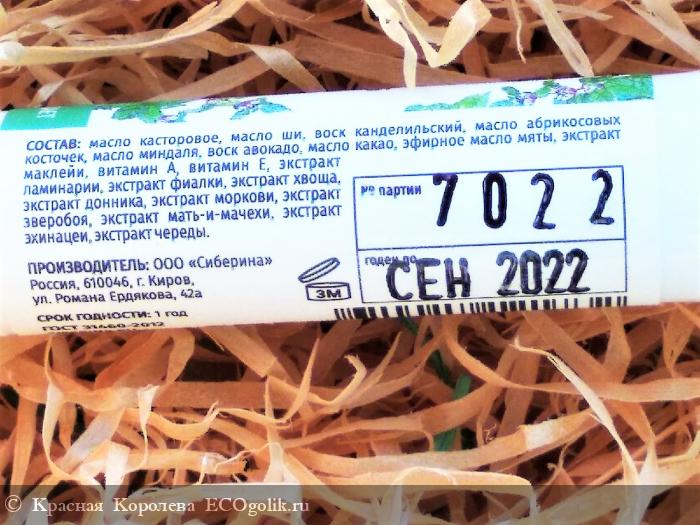 СОСТАВ: масло касторовое, масло ши, воск канделильский, масло абрикосовых
косточек, масло миндаля, воск авокадо, масло какао, эфирное масло мяты, экстракт
маклейи, витамин А, витамин Е, экстракт
ламинарии, экстракт фиалки, экстракт хвоща,
экстракт донника, экстракт моркови, экстракт
зверобоя, экстракт мать-и-мачехи, экстракт
эхинацеи, экстракт череды.
№ партии 7022
годен до
СЕН 2022
ПРОИЗВОДИТЕЛЬ: ООО «Сиберина»
Россия, 610046, г. Киров,
ул. Романа Ердякова, 42а
3М
СРОК ГОДНОСТИ: 1 год
ГОСТ 31460-2012
© Красная Королева ECOgolik.ru